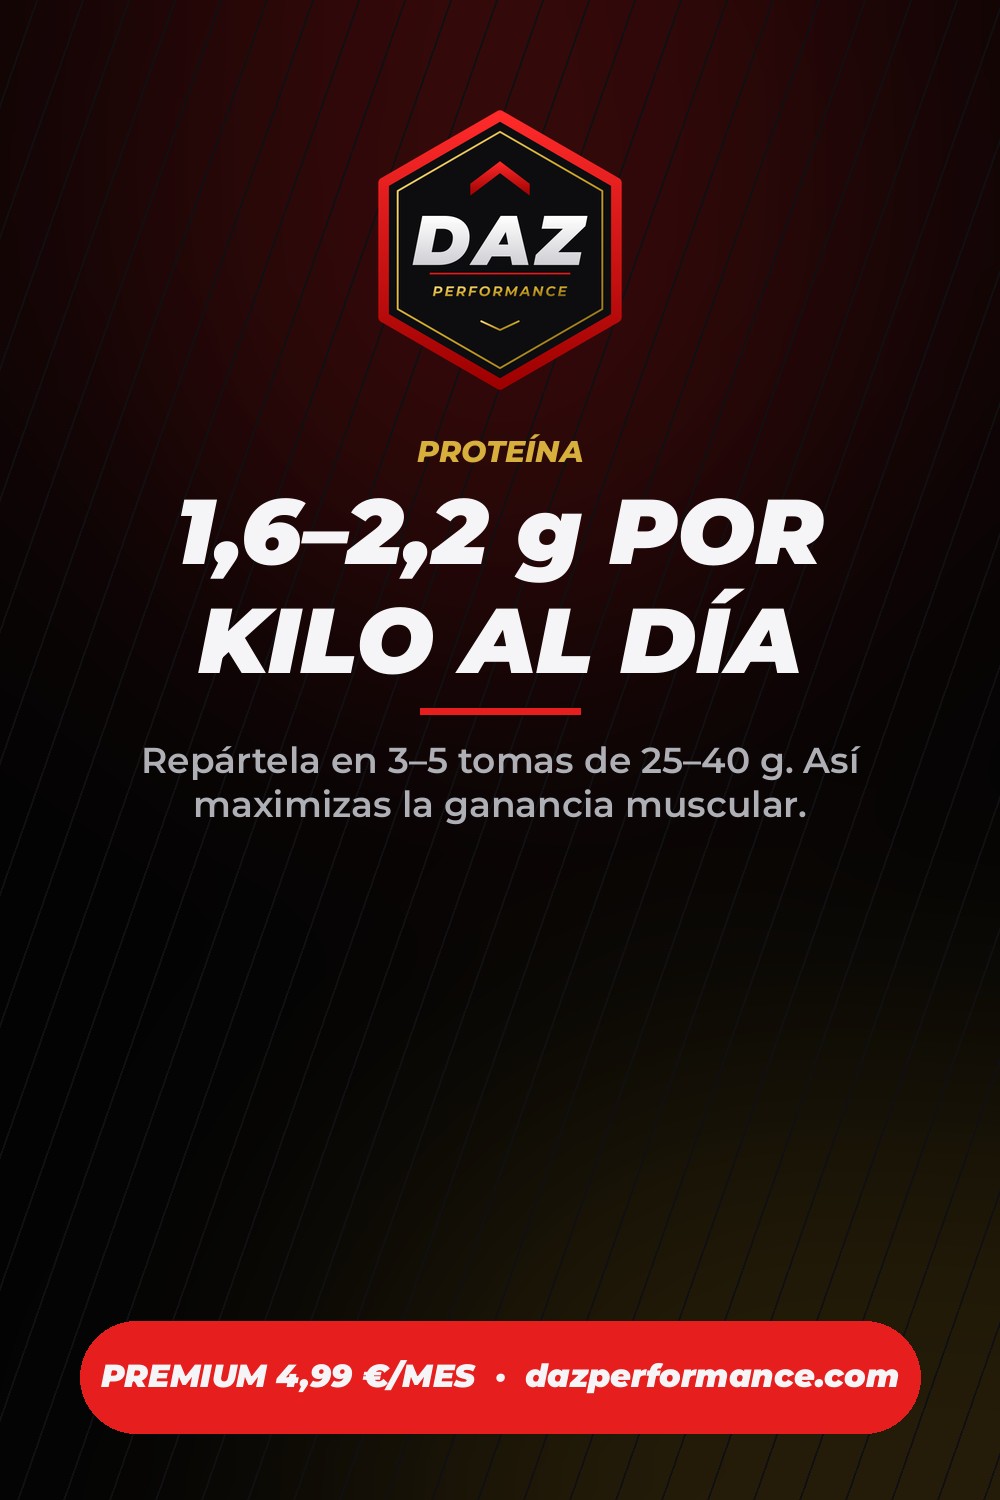 DAZ
PERFORMANCE
PROTEÍNA
1,6–2,2 g POR
KILO AL DÍA
Repártela en 3–5 tomas de 25–40 g. Así
maximizas la ganancia muscular.
PREMIUM 4,99 €/MES • dazperformance.com